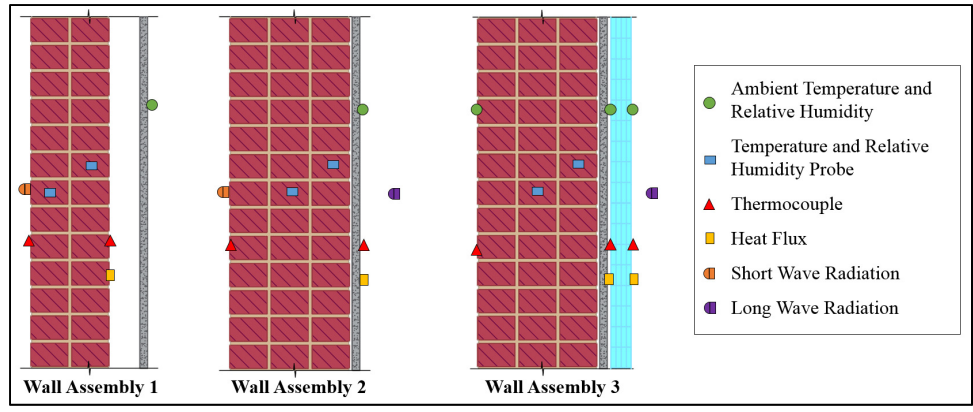 Ambient Temperature and
Relative Humidity
Temperature and Relative
Humidity Probe
Thermocouple
Heat Flux
Short Wave Radiation
Long Wave Radiation
Wall Assembly 1
Wall Assembly 2
Wall Assembly 3